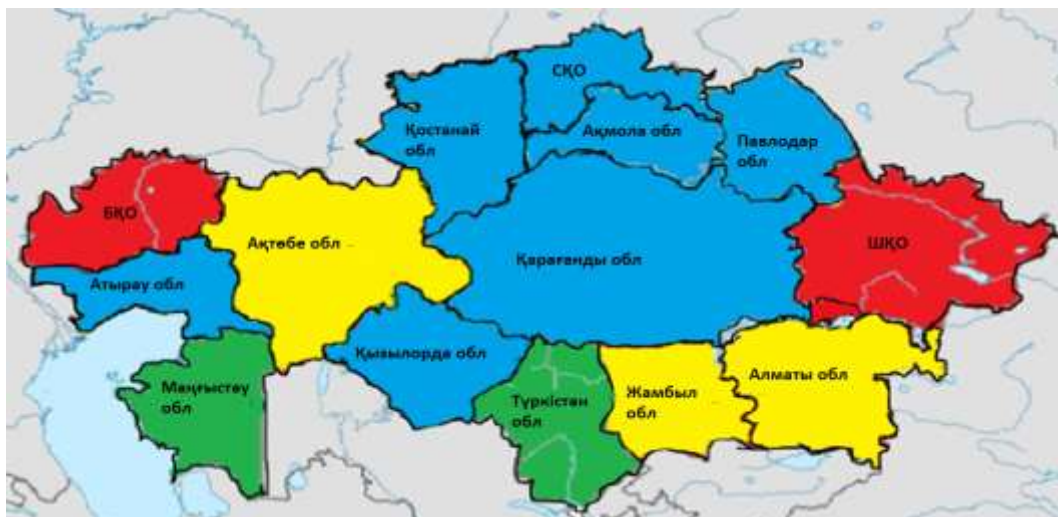 СҚО
Қостанай
обл
Ақмола обл
Павлодар
обл
БҚО
Ақтөбе обл
ШҚО
Қарағанды обл
Атырау обл
Қызылорда обл
Маңғыстау
обл
Түркістан
обл
Жамбыл
обл
Алматы обл